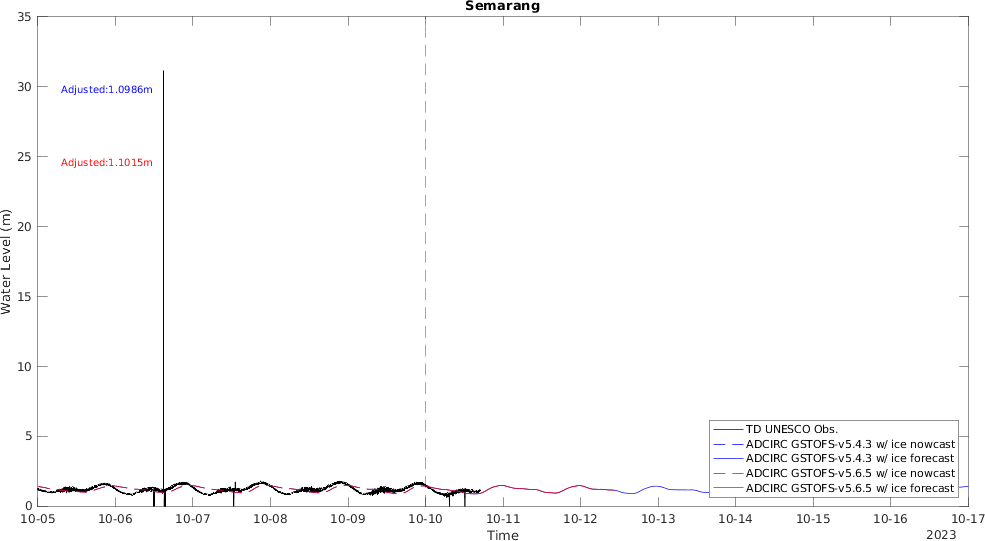 Semarang
35
30
25
20
15
10
5
0
Water Level (m)
Adjusted:1.0986m
Adjusted:1.1015m
TD UNESCO Obs.
ADCIRC GSTOFS-v5.4.3 w/ ice nowcast
ADCIRC GSTOFS-v5.4.3 w/ ice forecast
ADCIRC GSTOFS-v5.6.5 w/ ice nowcast
ADCIRC GSTOFS-v5.6.5 w/ ice forecast
10-05 10-06 10-07 10-08 10-09 10-10 10-11 10-12 10-13 10-14 10-15 10-16 10-17
Time
2023